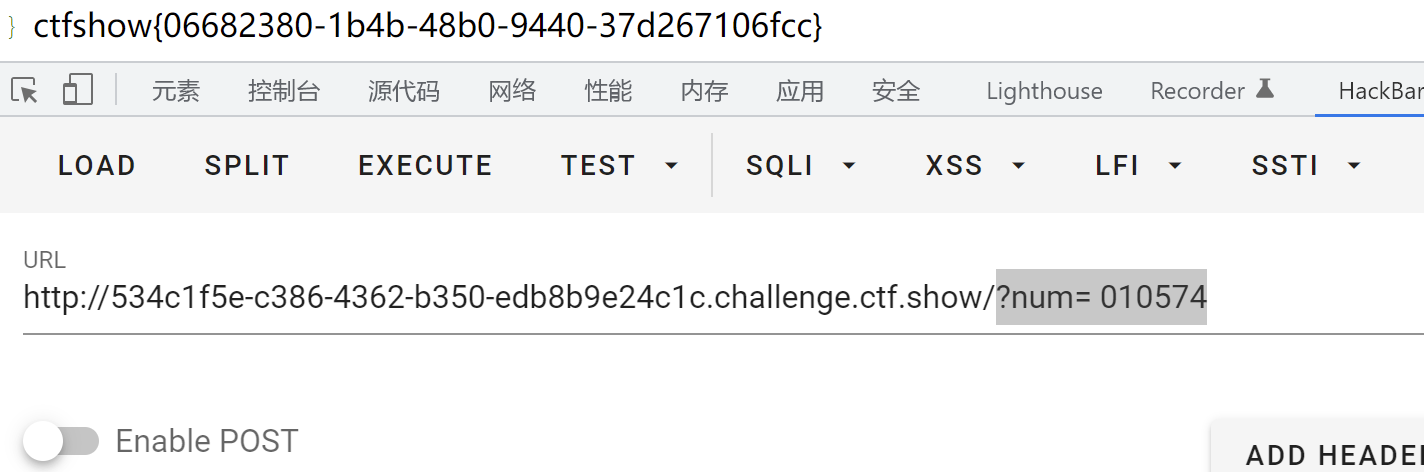 } ctfshow{06682380-1b4b-48b0-9440-37d267106fcc}
元素 控制台 源代码 网络 性能 内存 应用 安全 Lighthouse Recorder HackBar
LOAD SPLIT EXECUTE TEST SQLI XSS LFI SSTI
URL
http://534c1f5e-c386-4362-b350-edb8b9e24c1c.challenge.ctf.show/?num= 010574
Enable POST
ADD HEADER